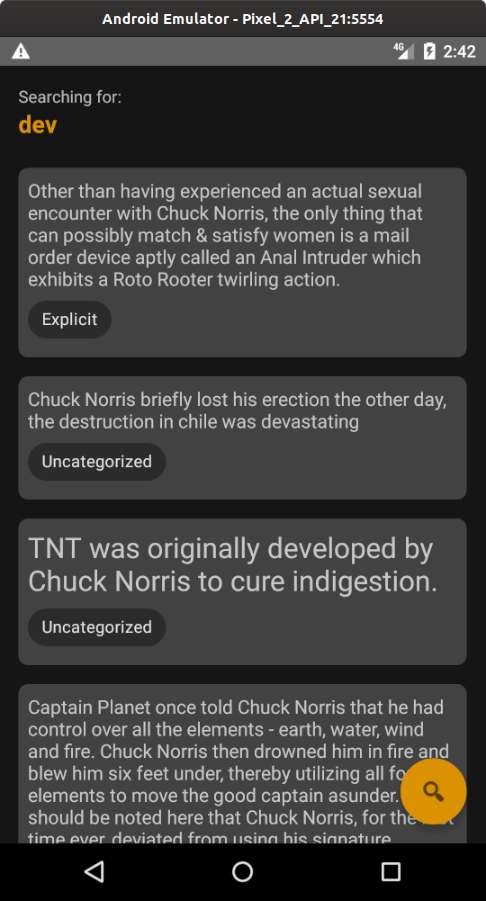 Android Emulator - Pixel_2_API_21:5554
4G 2:42
Searching for:
dev
Other than having experienced an actual sexual
encounter with Chuck Norris, the only thing that
can possibly match & satisfy women is a mail
order device aptly called an Anal Intruder which
exhibits a Roto Rooter twirling action.
Explicit
Chuck Norris briefly lost his erection the other day,
the destruction in chile was devastating
Uncategorized
TNT was originally developed by
Chuck Norris to cure indigestion.
Uncategorized
Captain Planet once told Chuck Norris that he had
control over all the elements - earth, water, wind
and fire. Chuck Norris then drowned him in fire and
blew him six feet under, thereby utilizing all
elements to move the good captain asunder.
should be noted here that Chuck Norris, for the
time ever, deviated from using his signature